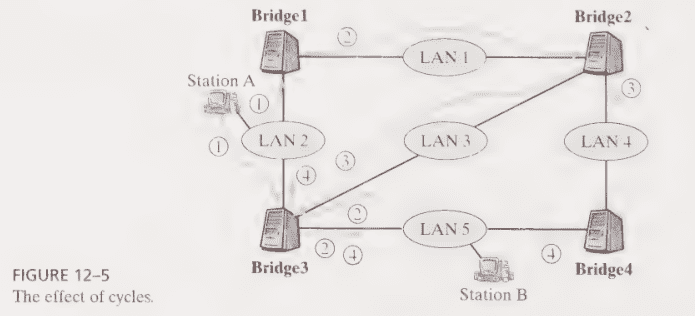 Bridge1
Bridge2
②
LAN 1
Station A
①
③
①
LAN 2
③
LAN 3
LAN 4
④
②
LAN 5
②
④
④
Bridge3
Bridge4
Station B
FIGURE 12–5
The effect of cycles.